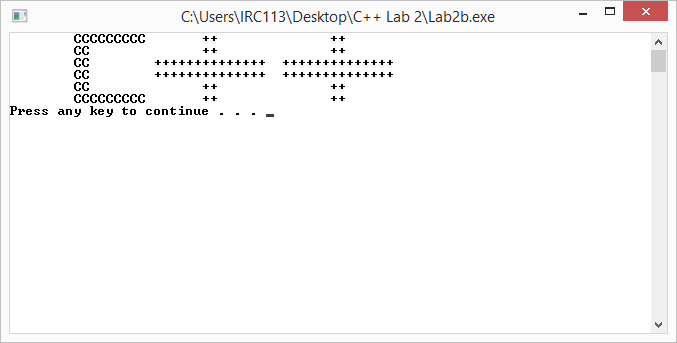 C:\Users\IRC113\Desktop\C++ Lab 2\Lab2b.exe
        CCCCCCCCC       ++              ++
        CC              ++              ++
        CC        ++++++++++++++  ++++++++++++++
        CC        ++++++++++++++  ++++++++++++++
        CC              ++              ++
        CCCCCCCCC       ++              ++
Press any key to continue . . . _